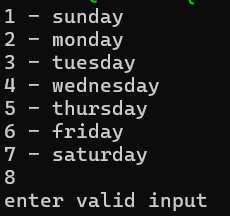 1 - sunday
2 - monday
3 - tuesday
4 - wednesday
5 - thursday
6 - friday
7 - saturday
8
enter valid input